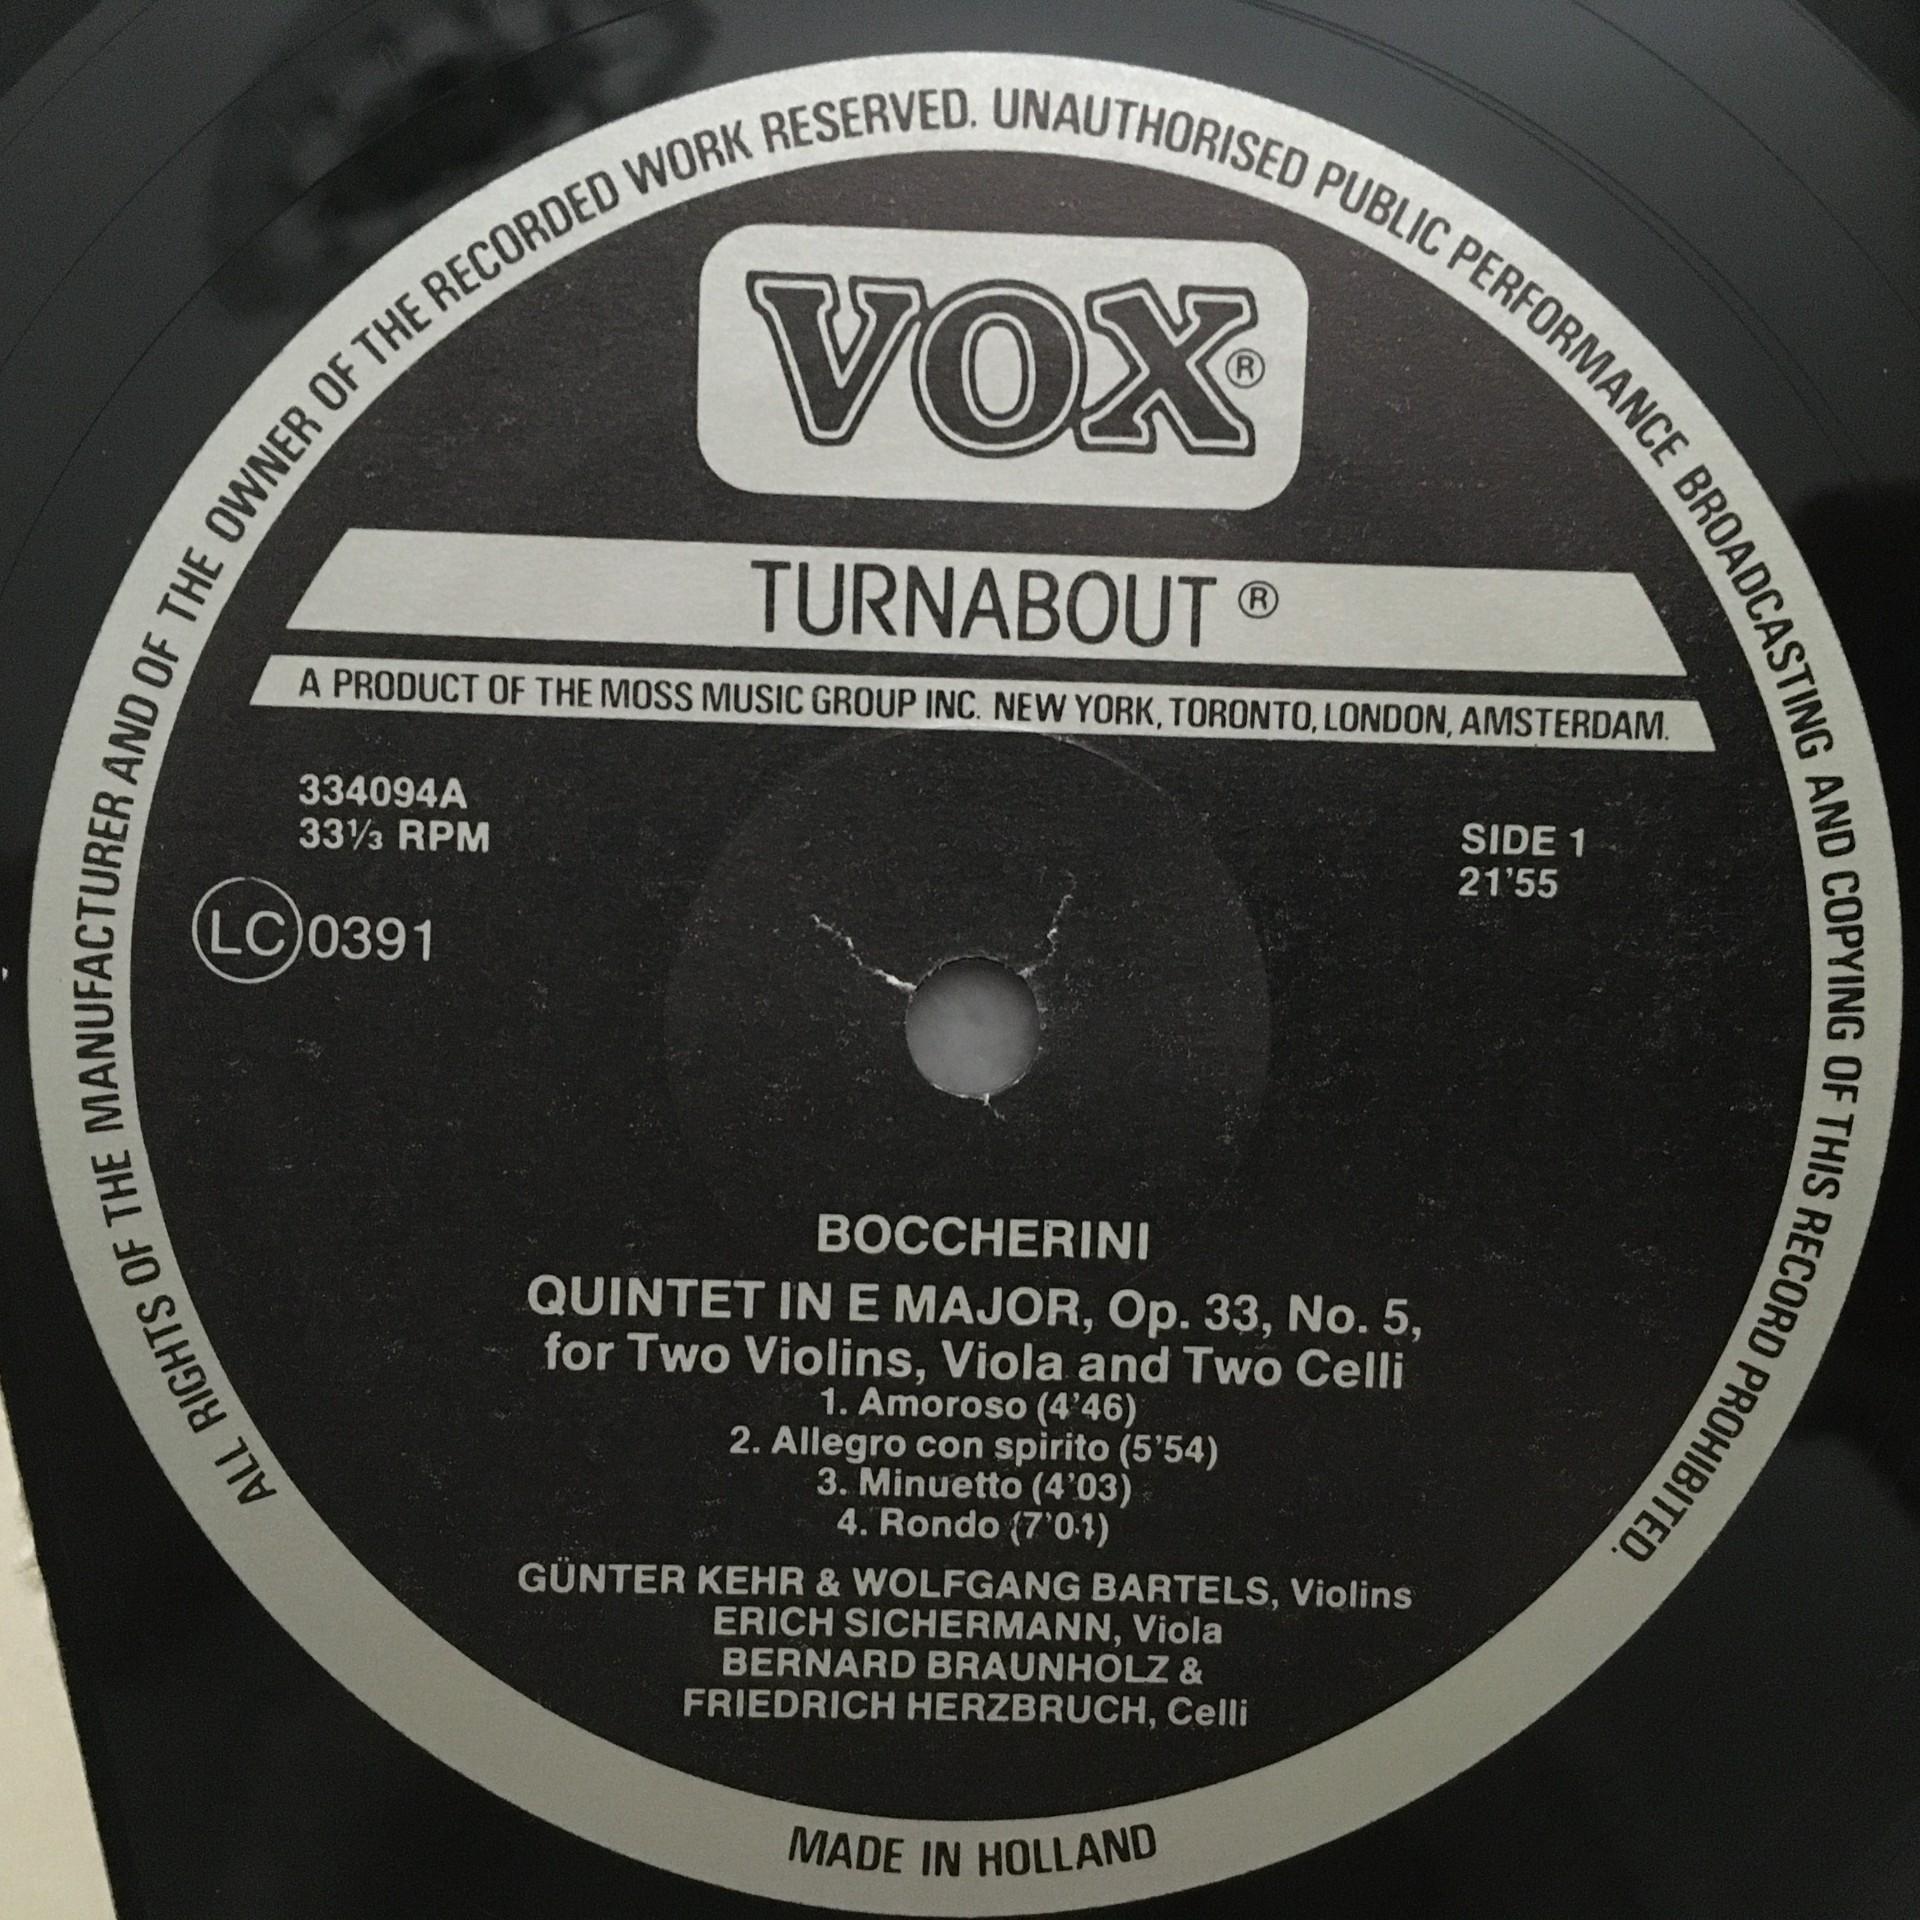 ALL RIGHTS OF THE MANUFACTURER AND OF THE OWNER OF THE RECORDED WORK RESERVED. UNAUTHORISED PUBLIC PERFORMANCE BROADCASTING AND COPYING OF THIS RECORD PROHIBITED.
VOX®
TURNABOUT ®
A PRODUCT OF THE MOSS MUSIC GROUP INC. NEW YORK, TORONTO, LONDON, AMSTERDAM.
334094A
33⅓ RPM
LC 0391
SIDE 1
21'55
BOCCHERINI
QUINTET IN E MAJOR, Op. 33, No. 5,
for Two Violins, Viola and Two Celli
1. Amoroso (4'46)
2. Allegro con spirito (5'54)
3. Minuetto (4'03)
4. Rondo (7'01)
GÜNTER KEHR & WOLFGANG BARTELS, Violins
ERICH SICHERMANN, Viola
BERNARD BRAUNHOLZ &
FRIEDRICH HERZBRUCH, Celli
MADE IN HOLLAND